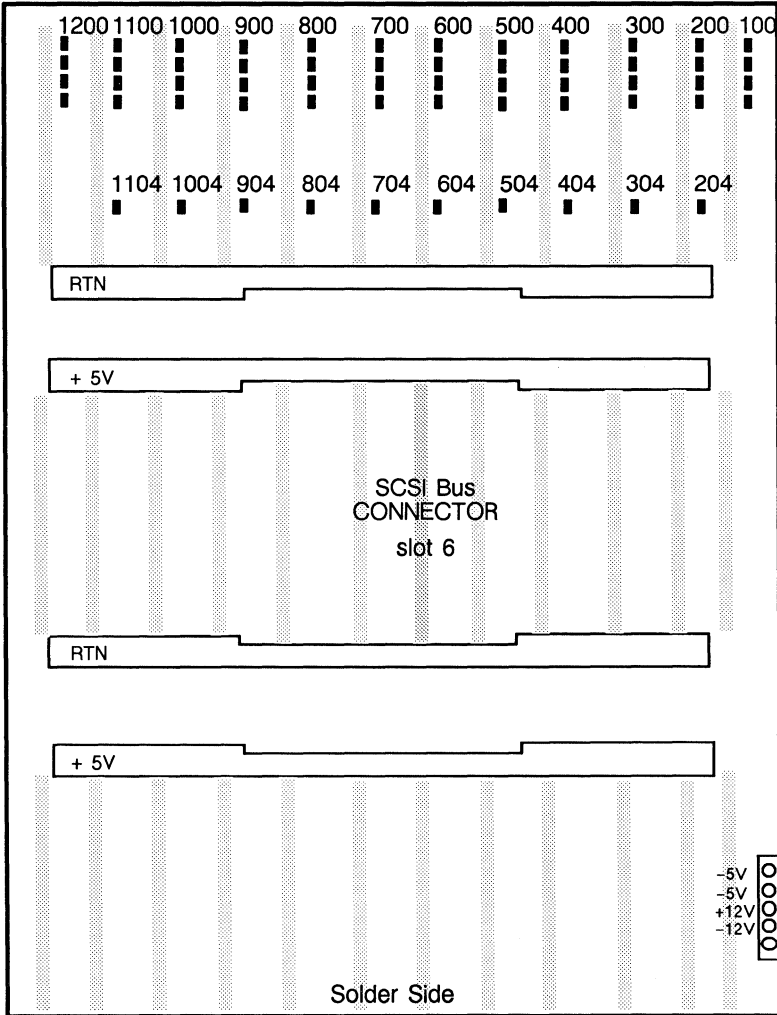 1200 1100 1000 900 800 700 600 500 400 300 200 100
1104 1004 904 804 704 604 504 404 304 204
RTN
+ 5V
SCSI Bus
CONNECTOR
slot 6
RTN
+ 5V
-5V
-5V
+12V
-12V
Solder Side